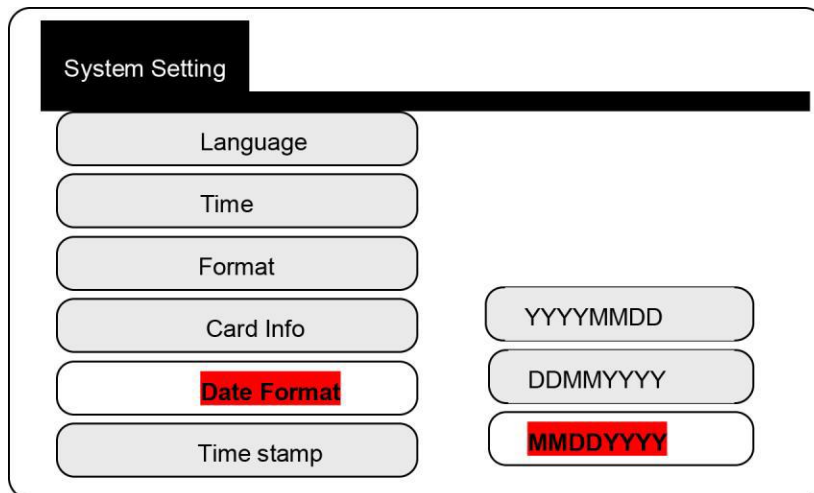 System Setting
Language
Time
Format
Card Info
Date Format
Time stamp
YYYYMMDD
DDMMYYYY
MMDDYYYY